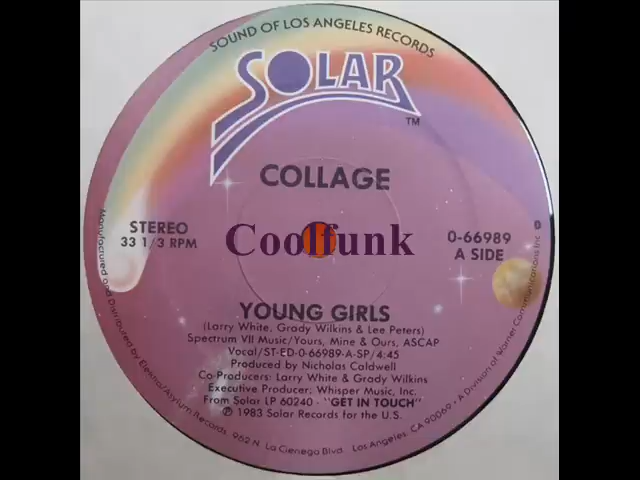 SOUND OF LOS ANGELES RECORDS
SOLAR
TM
COLLAGE
STEREO
33 1/3 RPM
0-66989
A SIDE
Coolfunk
YOUNG GIRLS
(Larry White, Grady Wilkins & Lee Peters)
Spectrum VII Music/Yours, Mine & Ours, ASCAP
Vocal/ST-ED-0-66989-A-SP/4:45
Produced by Nicholas Caldwell
Co-Producers: Larry White & Grady Wilkins
Executive Producer, Whisper Music, Inc.
From Solar LP 60240 - "GET IN TOUCH"
℗ 1983 Solar Records for the U.S.
Manufactured and Distributed by Elektra/Asylum Records, 962 N. La Cienega Blvd. Los Angeles, CA 90069 • A Division of Warner Communications Inc.